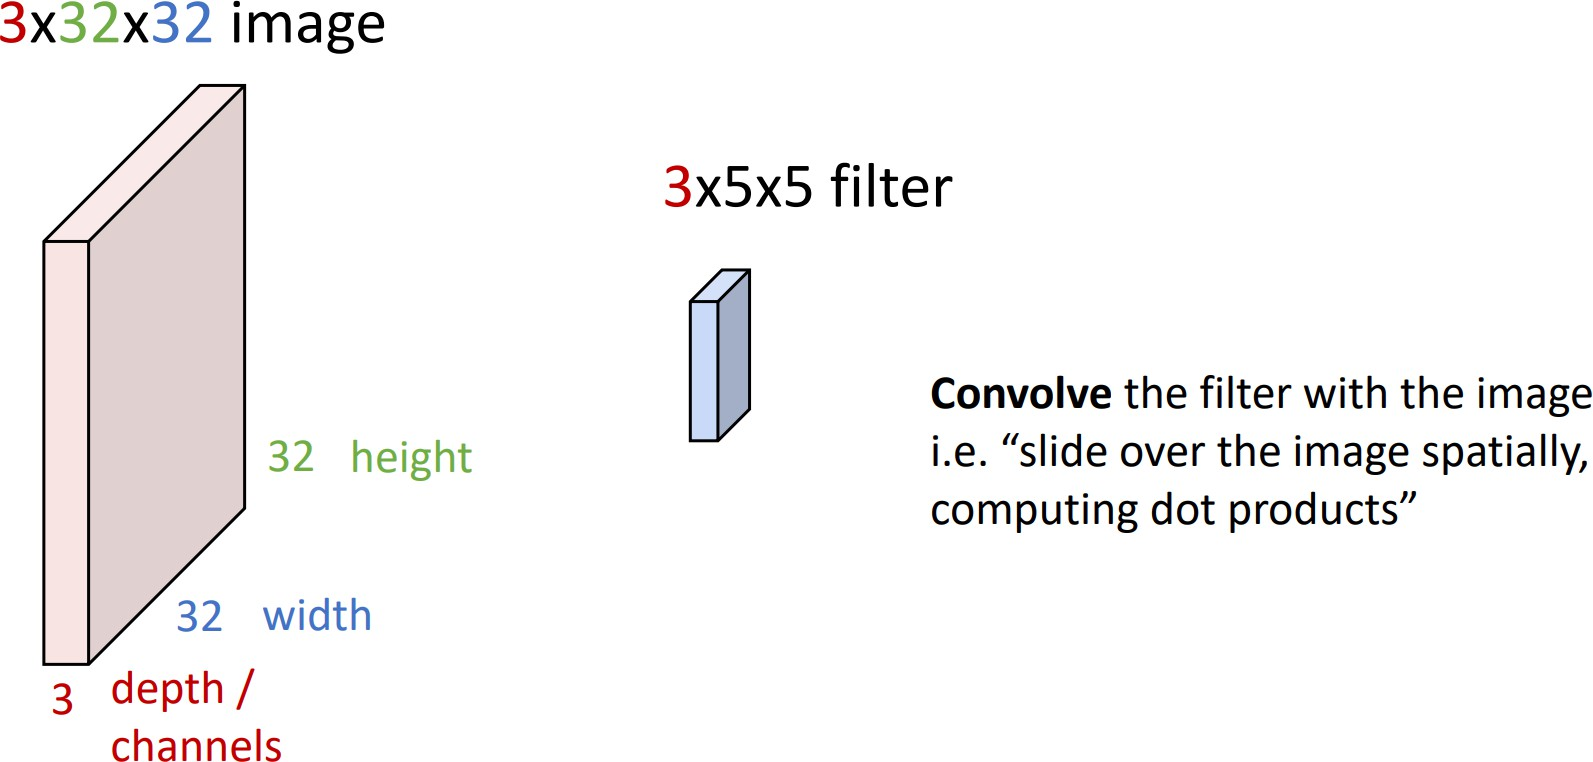 3x32x32 image
3x5x5 filter
Convolve the filter with the image
i.e. “slide over the image spatially,
computing dot products”
32 height
32 width
3 depth /
channels